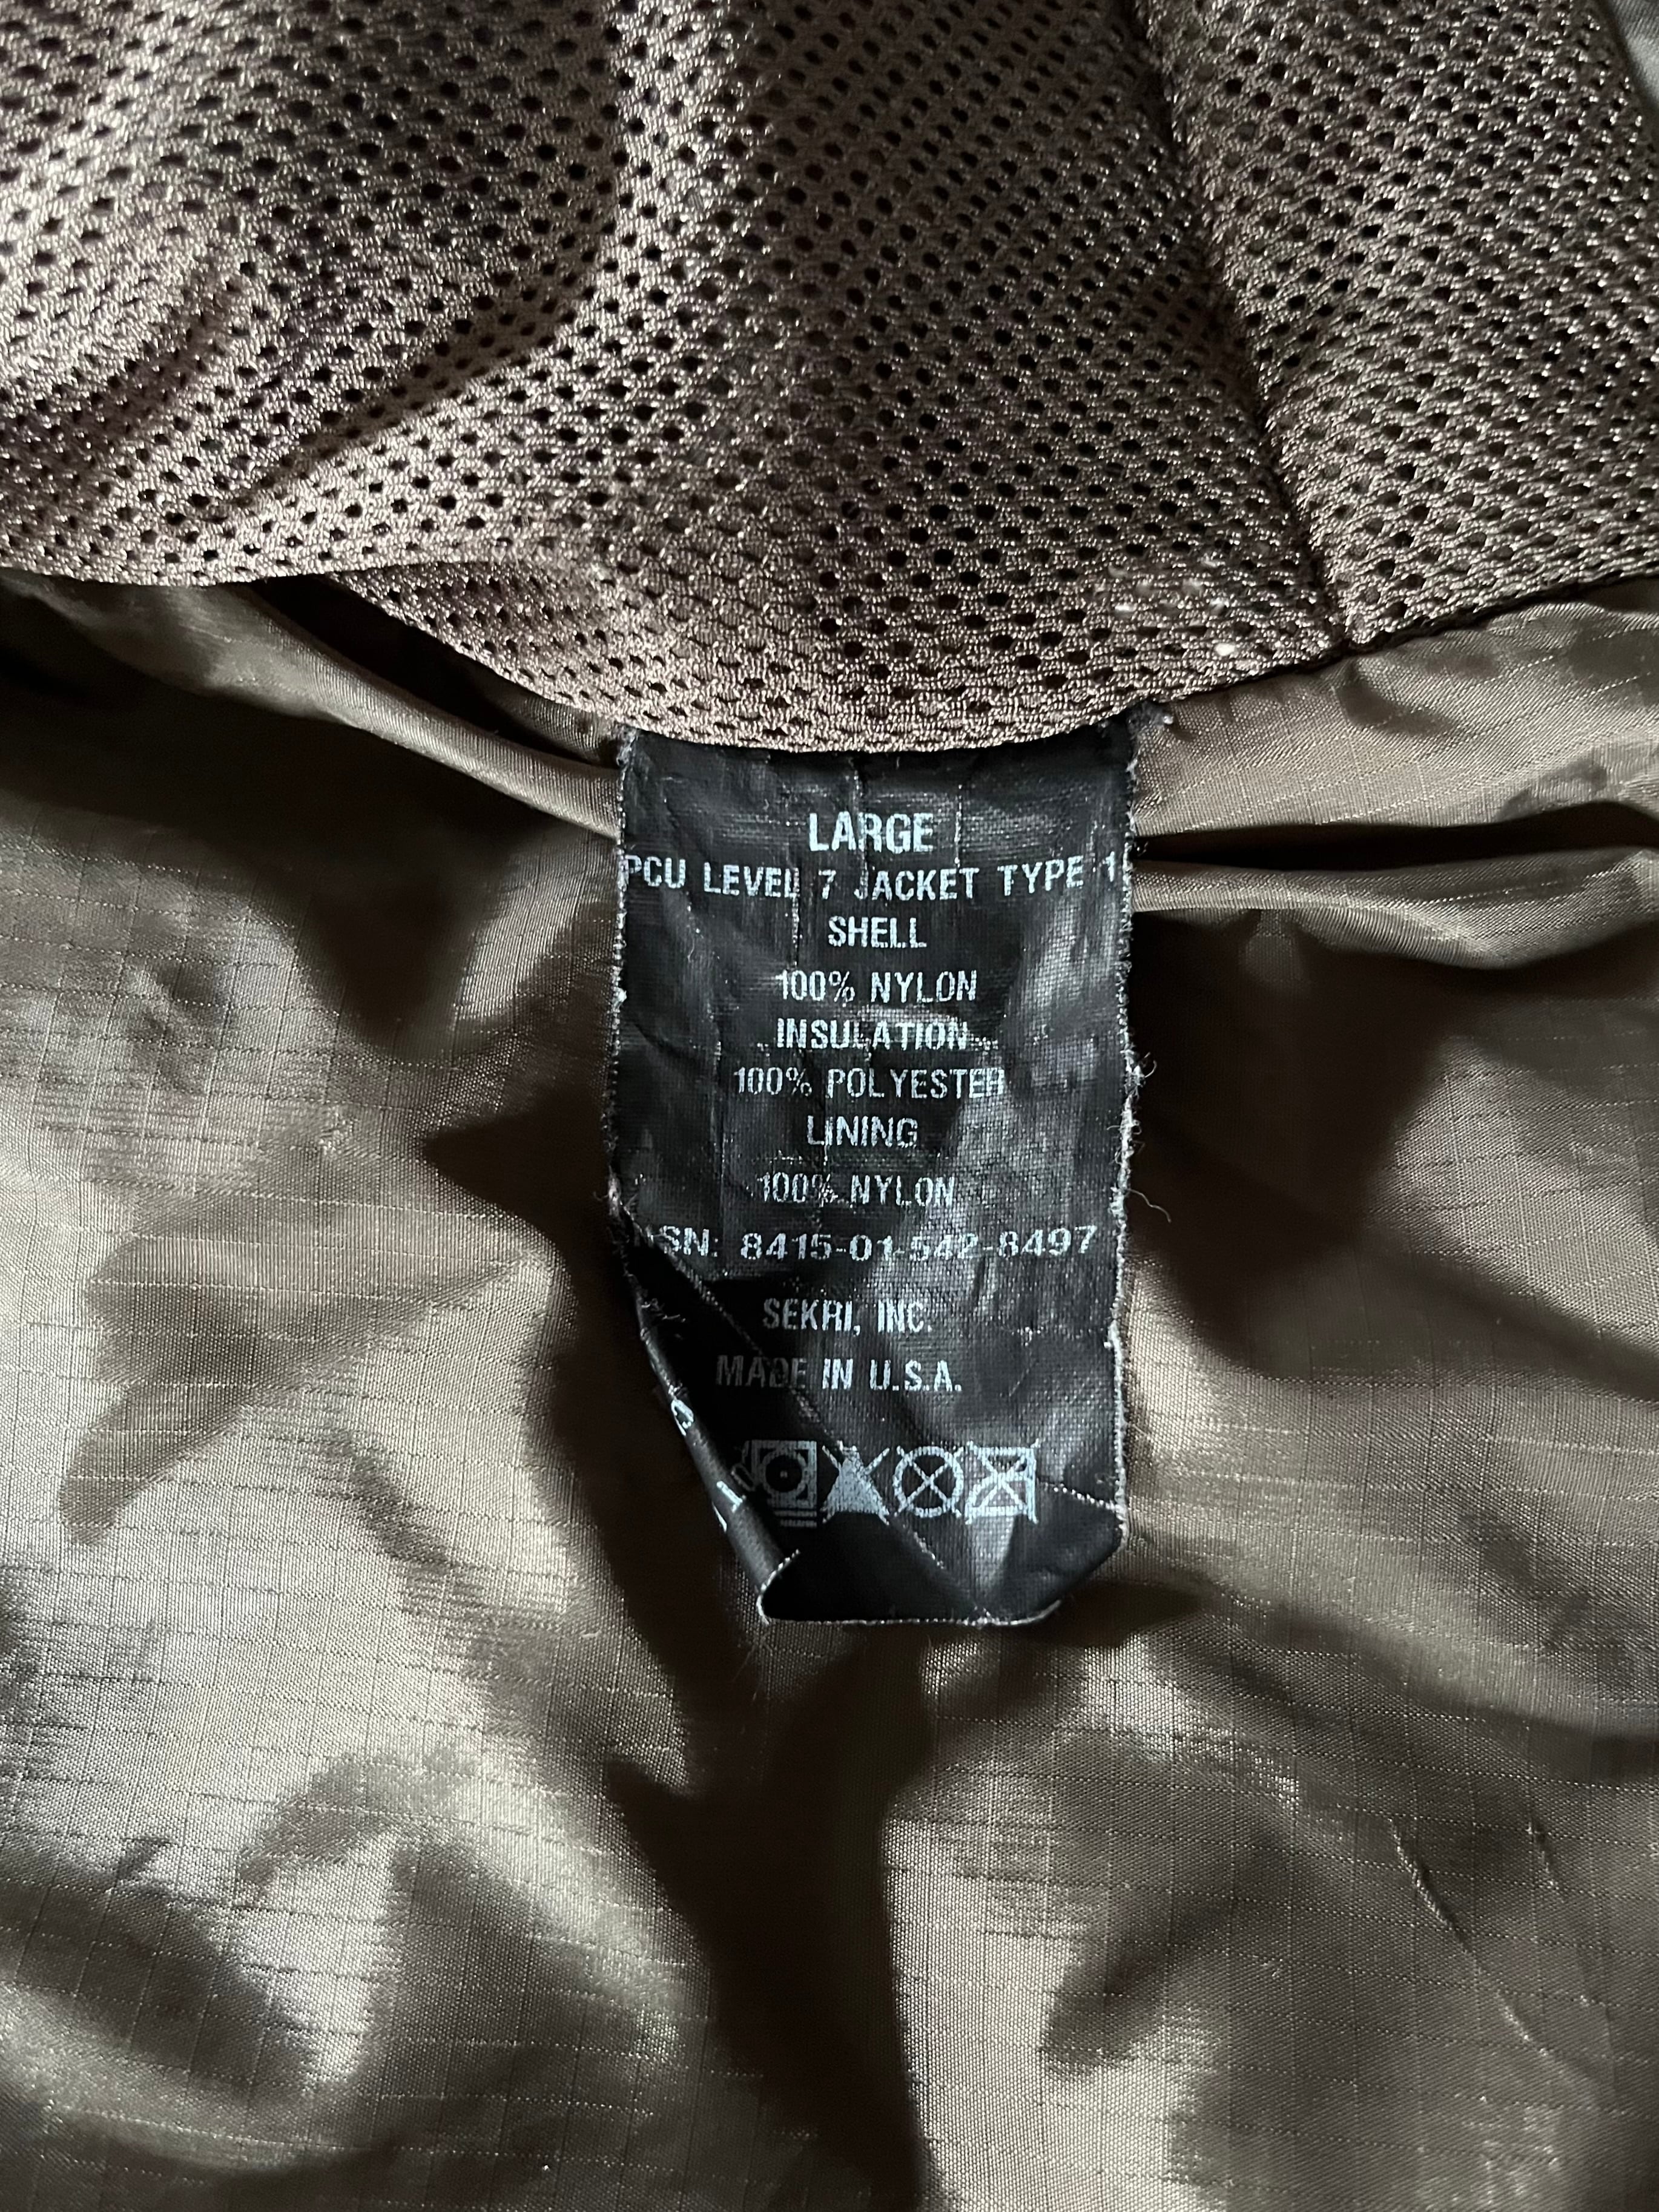 LARGE
PCU LEVEL 7 JACKET TYPE 1
SHELL
100% NYLON
INSULATION
100% POLYESTER
LINING
100% NYLON
NSN: 8415-01-542-8497
SEKRI, INC.
MADE IN U.S.A.